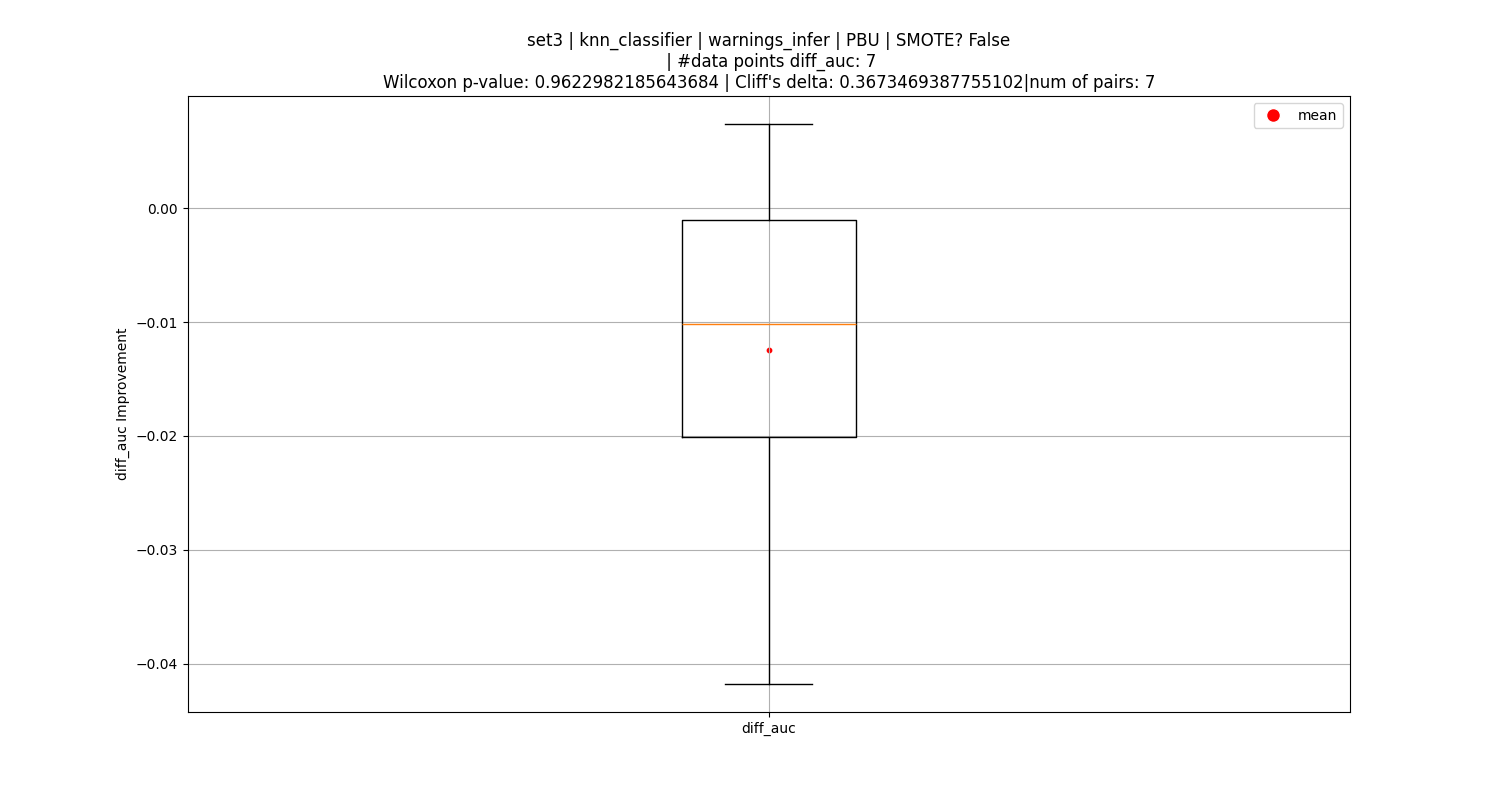 set3 | knn_classifier | warnings_infer | PBU | SMOTE? False
| #data points diff_auc: 7
Wilcoxon p-value: 0.9622982185643684 | Cliff's delta: 0.3673469387755102|num of pairs: 7
mean
0.00
−0.01
−0.02
−0.03
−0.04
diff_auc Improvement
diff_auc